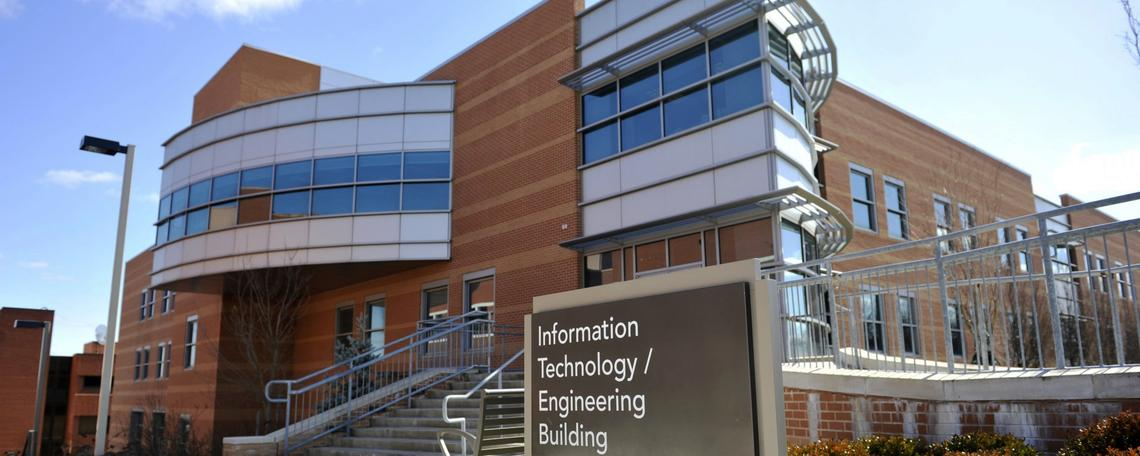 Information
Technology /
Engineering
Building